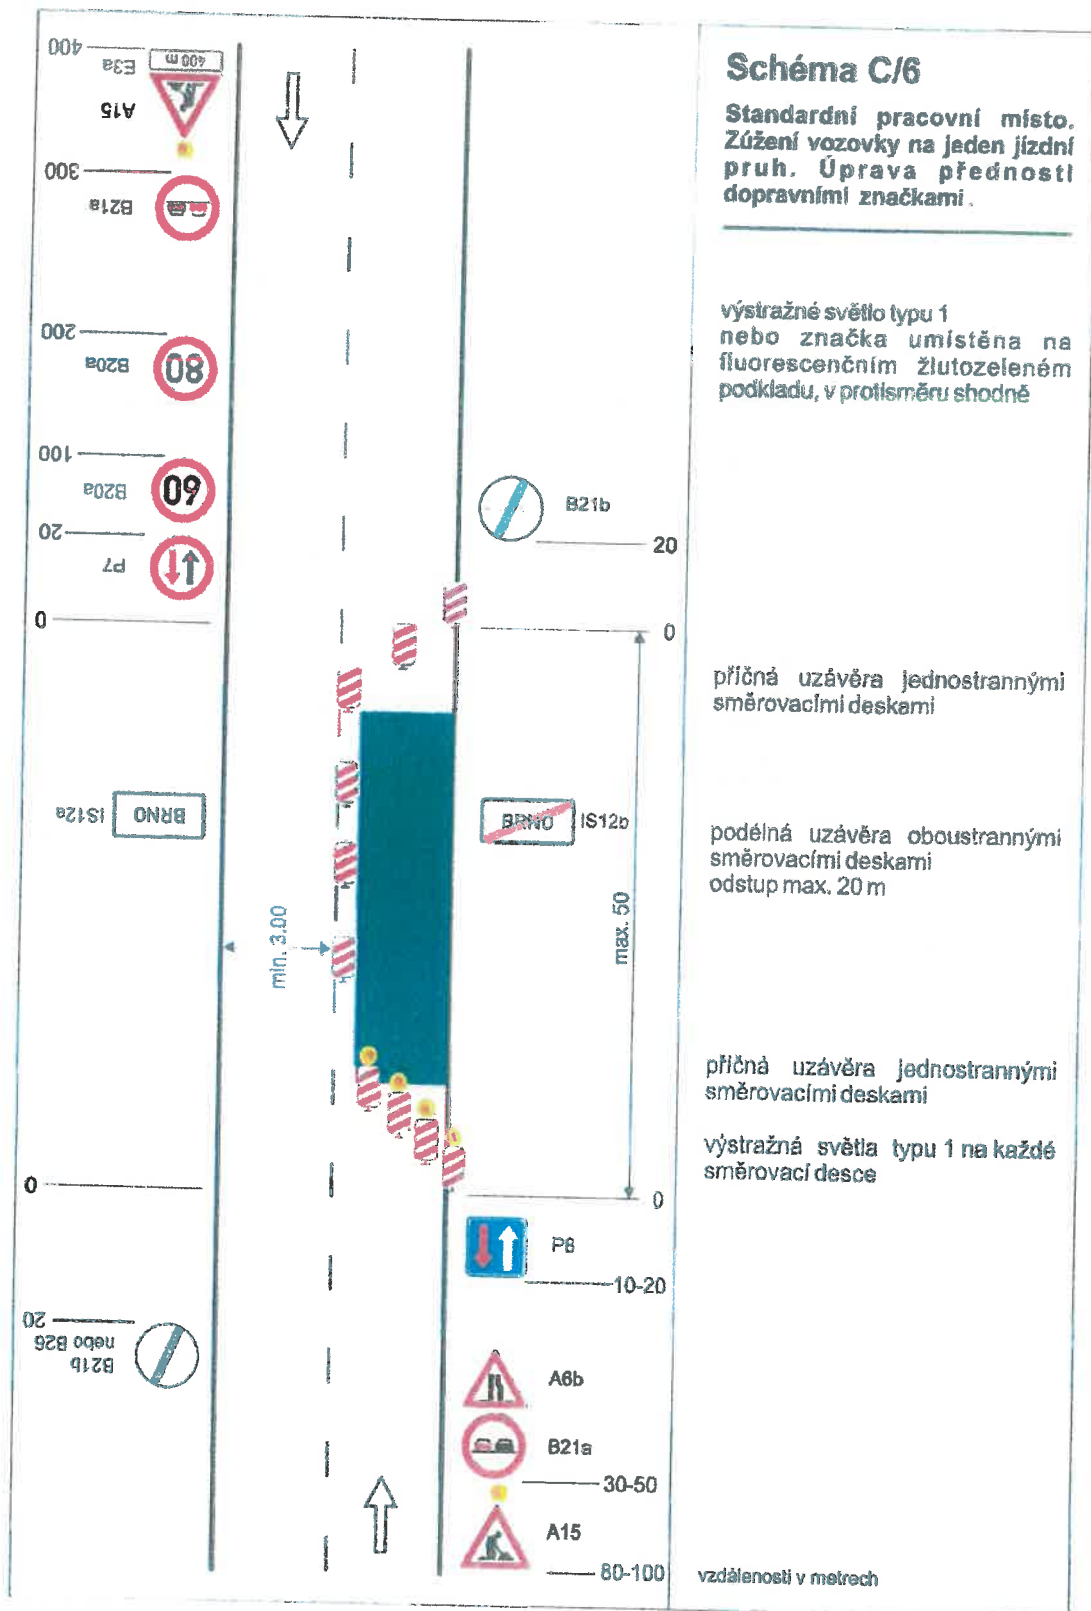 Schéma C/6
Standardní pracovní místo.
Zúžení vozovky na jeden jízdní
pruh. Úprava přednosti
dopravními značkami.
výstražné světlo typu 1
nebo značka umístěna na
fluorescenčním žlutozeleném
podkladu, v protisměru shodně
příčná uzávěra jednostrannými
směrovacími deskami
podélná uzávěra oboustrannými
směrovacími deskami
odstup max. 20 m
příčná uzávěra jednostrannými
směrovacími deskami
výstražná světla typu 1 na každé
směrovací desce
vzdálenosti v metrech
400
E3a
400 m
A15
300
B21a
200
B20a
80
100
B20a
60
20
P7
0
IS12a
BRNO
min. 3.00
0
20
B21b
nebo B26
B21b
20
0
BRNO
IS12b
max. 50
0
P8
10-20
A6b
B21a
30-50
A15
80-100